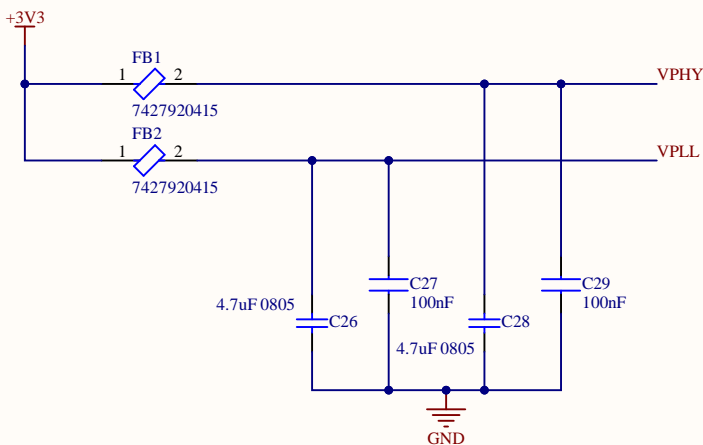 +3V3
FB1
1 2
VPHY
7427920415
FB2
1 2
VPLL
7427920415
C27
100nF
C29
100nF
4.7uF 0805
C26
C28
4.7uF 0805
GND